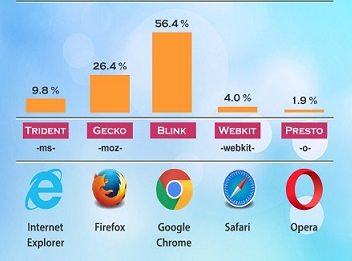 56.4 %
26.4 %
9.8 %
4.0 %
1.9 %
TRIDENT GECKO BLINK WEBKIT PRESTO
-ms- -moz- -webkit- -o-
Internet Explorer
Firefox
Google Chrome
Safari
Opera